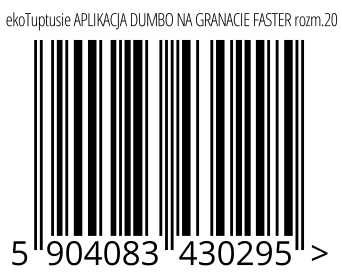 ekoTuptusie APLIKACJA DUMBO NA GRANACIE FASTER rozm.20
5 904083 430295 >